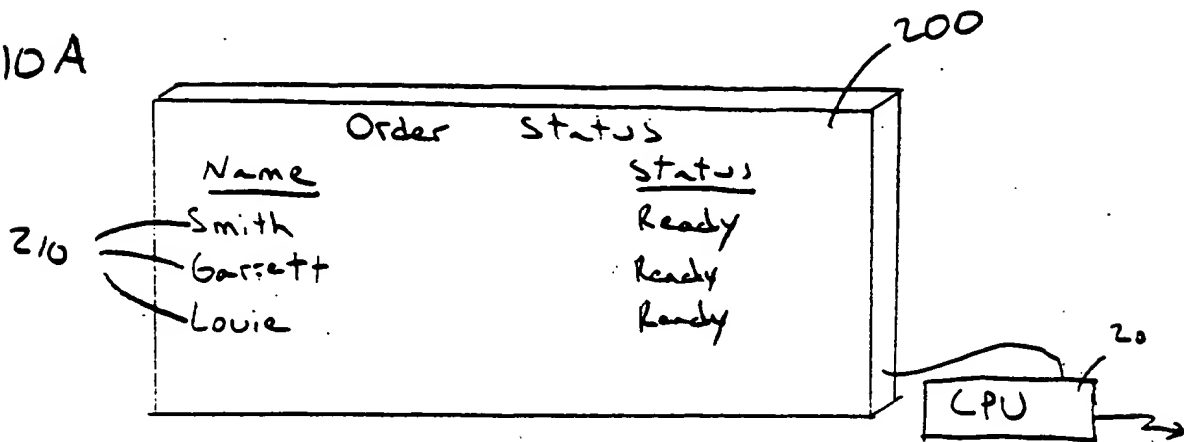 10A
200
Order Status
Name Status
Smith Ready
210
Garrett Ready
Louie Ready
20
CPU